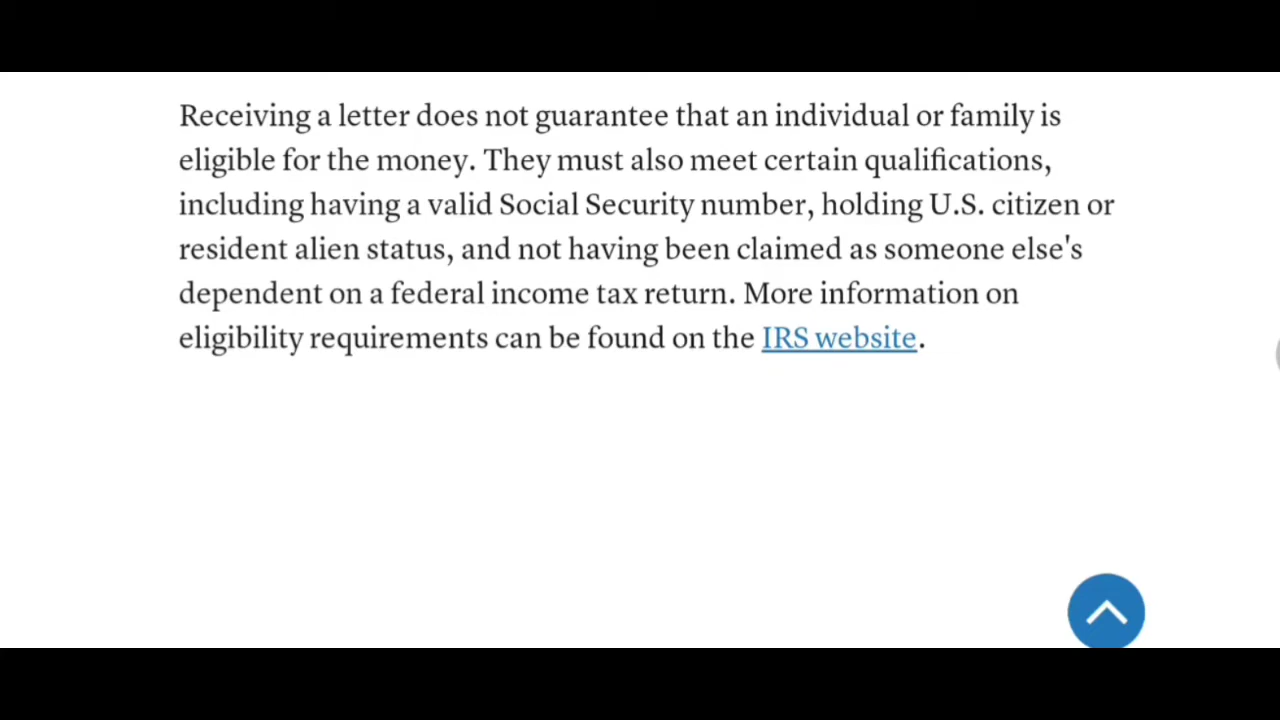 Receiving a letter does not guarantee that an individual or family is
eligible for the money. They must also meet certain qualifications,
including having a valid Social Security number, holding U.S. citizen or
resident alien status, and not having been claimed as someone else's
dependent on a federal income tax return. More information on
eligibility requirements can be found on the IRS website.